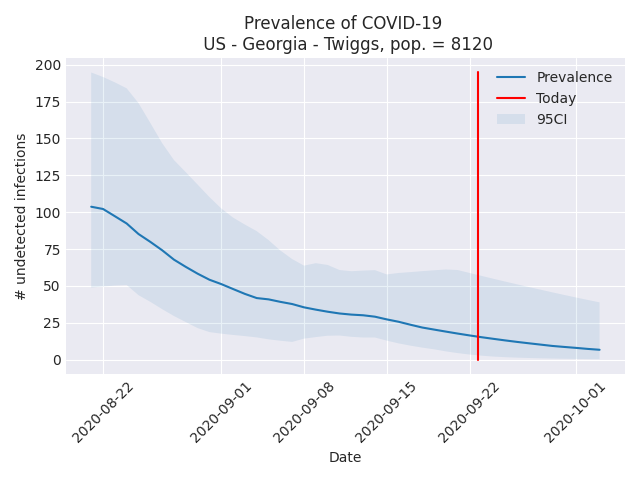 Prevalence of COVID-19
US - Georgia - Twiggs, pop. = 8120
Prevalence
Today
95CI
# undetected infections
200
175
150
125
100
75
50
25
0
2020-08-22
2020-09-01
2020-09-08
2020-09-15
2020-09-22
2020-10-01
Date